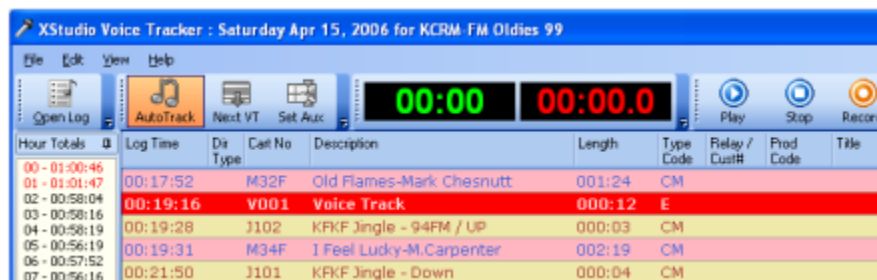 XStudio Voice Tracker : Saturday Apr 15, 2006 for KCRM-FM Oldies 99
File Edit View Help
Open Log AutoTrack Next VT Set Aux 00:00 00:00.0 Play Stop Recor
Hour Totals Log Time Dir Type Cart No Description Length Type Code Relay / Cust# Prod Code Title
00 - 01:00:46
01 - 01:01:47
02 - 00:58:04
03 - 00:58:16
04 - 00:58:19
05 - 00:56:19
06 - 00:57:52
07 - 00:56:16
00:17:52 M32F Old Flames-Mark Chesnutt 001:24 CM
00:19:16 V001 Voice Track 000:12 E
00:19:28 J102 KFKF Jingle - 94FM / UP 000:03 CM
00:19:31 M34F I Feel Lucky-M.Carpenter 002:19 CM
00:21:50 J101 KFKF Jingle - Down 000:04 CM